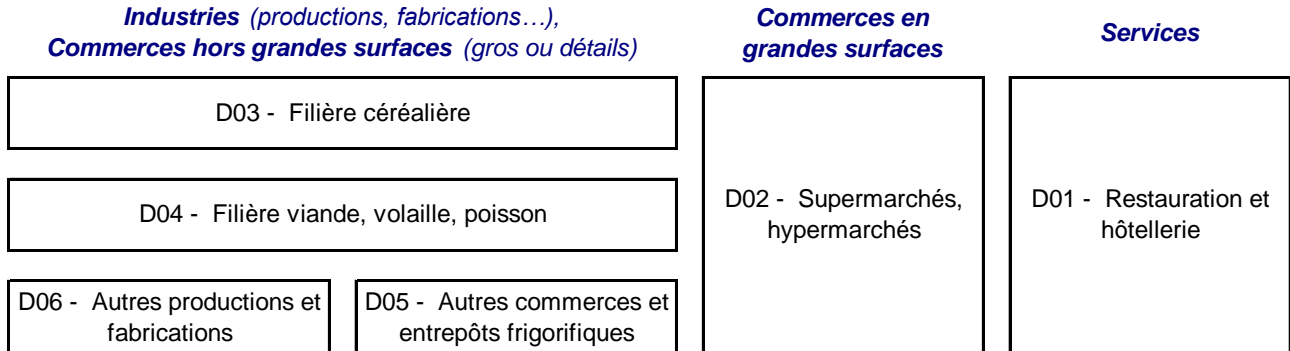 Industries (productions, fabrications…),
Commerces hors grandes surfaces (gros ou détails)
Commerces en
grandes surfaces
Services
D03 - Filière céréalière
D04 - Filière viande, volaille, poisson
D06 - Autres productions et
fabrications
D05 - Autres commerces et
entrepôts frigorifiques
D02 - Supermarchés,
hypermarchés
D01 - Restauration et
hôtellerie